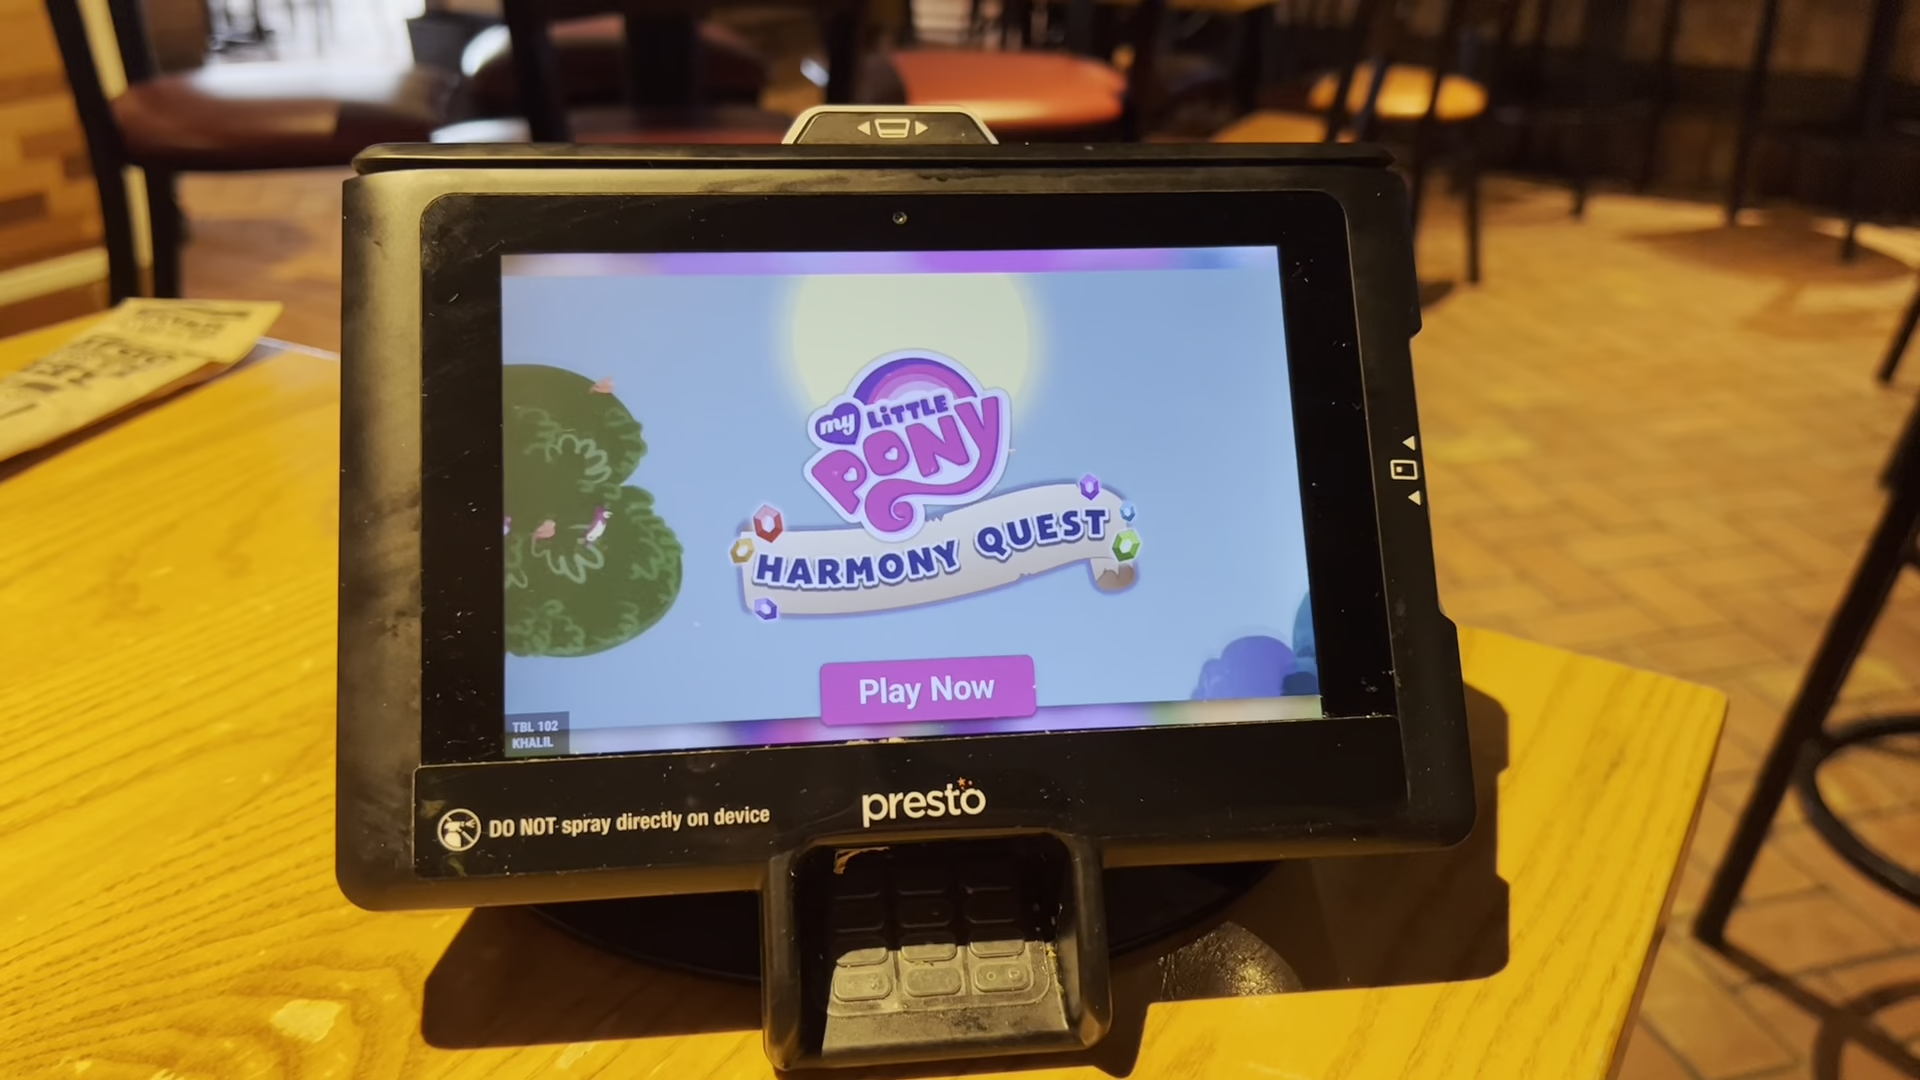 my LiTTLE
PONY
HARMONY QUEST
Play Now
TBL 102
KHALIL
presto
DO NOT spray directly on device